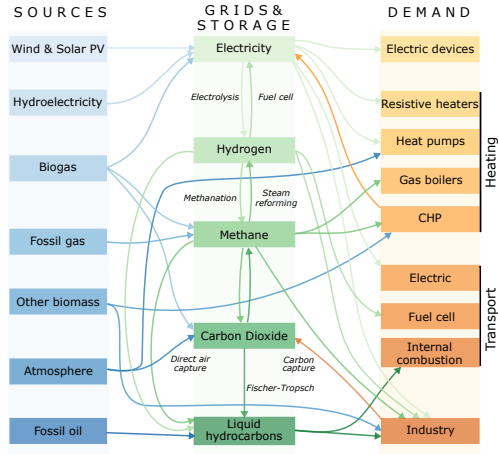 SOURCES
GRIDS&
STORAGE
DEMAND
Wind & Solar PV
Electricity
Electric devices
Hydroelectricity
Electrolysis
Fuel cell
Resistive heaters
Biogas
Hydrogen
Heat pumps
Methanation
Steam
reforming
Gas boilers
Fossil gas
Methane
CHP
Heating
Other biomass
Electric
Carbon Dioxide
Fuel cell
Atmosphere
Direct air
capture
Carbon
capture
Internal
combustion
Transport
Fischer-Tropsch
Fossil oil
Liquid
hydrocarbons
Industry